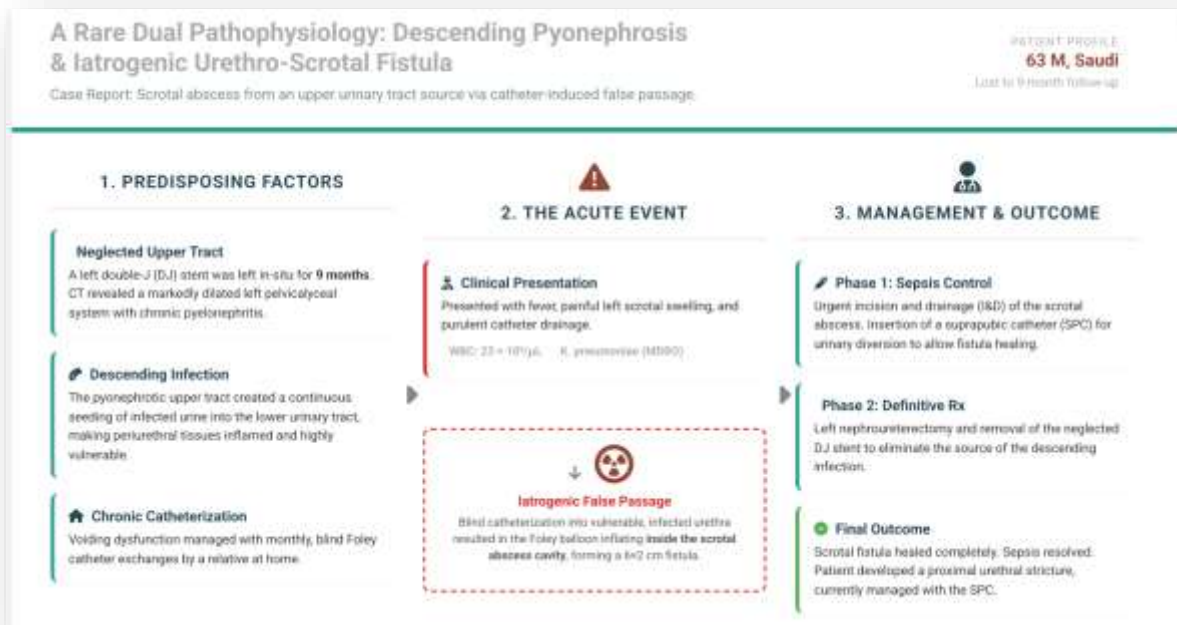 A Rare Dual Pathophysiology: Descending Pyonephrosis
& Iatrogenic Urethro-Scrotal Fistula
Case Report: Scrotal abscess from an upper urinary tract source via catheter-induced false passage
PATIENT PROFILE
63 M, Saudi
Lost to 9 month follow-up
1. PREDISPOSING FACTORS
Neglected Upper Tract
A left double-J (DJ) stent was left in-situ for 9 months.
CT revealed a markedly dilated left pelvicalyceal
system with chronic pyelonephritis.
Descending Infection
The pyonephrotic upper tract created a continuous
seeding of infected urine into the lower urinary tract,
making periurethral tissues inflamed and highly
vulnerable.
Chronic Catheterization
Voiding dysfunction managed with monthly, blind Foley
catheter exchanges by a relative at home.
2. THE ACUTE EVENT
Clinical Presentation
Presented with fever, painful left scrotal swelling, and
purulent catheter drainage.
WBC: 23 × K. pneumoniae (MDRO)
Iatrogenic False Passage
Blind catheterization into vulnerable, infected urethra
resulted in the Foley balloon inflating inside the scrotal
abscess cavity, forming a cm fistula.
3. MANAGEMENT & OUTCOME
Phase 1: Sepsis Control
Urgent incision and drainage (I&D) of the scrotal
abscess. Insertion of a suprapubic catheter (SPC) for
urinary diversion to allow fistula healing.
Phase 2: Definitive Rx
Left nephroureterectomy and removal of the neglected
DJ stent to eliminate the source of the descending
infection.
Final Outcome
Scrotal fistula healed completely. Sepsis resolved.
Patient developed a proximal urethral stricture,
currently managed with the SPC.